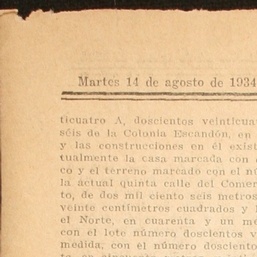 Martes 14 de agosto de 1934
ticuatro A, doscientos veinticua
séis de la Colonia Escandón, en
y las construcciones en él exist
tualmente la casa marcada con
co y el terreno marcado con el nú
la actual quinta calle del Comer
to, de dos mil ciento seis metros
veinte centímetros cuadrados y l
el Norte, en cuarenta y un me
con el lote número doscientos v
medida, con el número doscientos